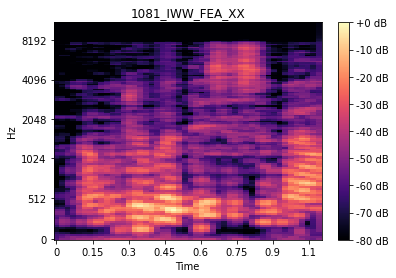 1081_IWW_FEA_XX
+0 dB
8192
-10 dB
4096
-20 dB
-30 dB
2048
Hz
-40 dB
1024
-50 dB
512
-60 dB
-70 dB
0
-80 dB
0 0.15 0.3 0.45 0.6 0.75 0.9 1.1
Time